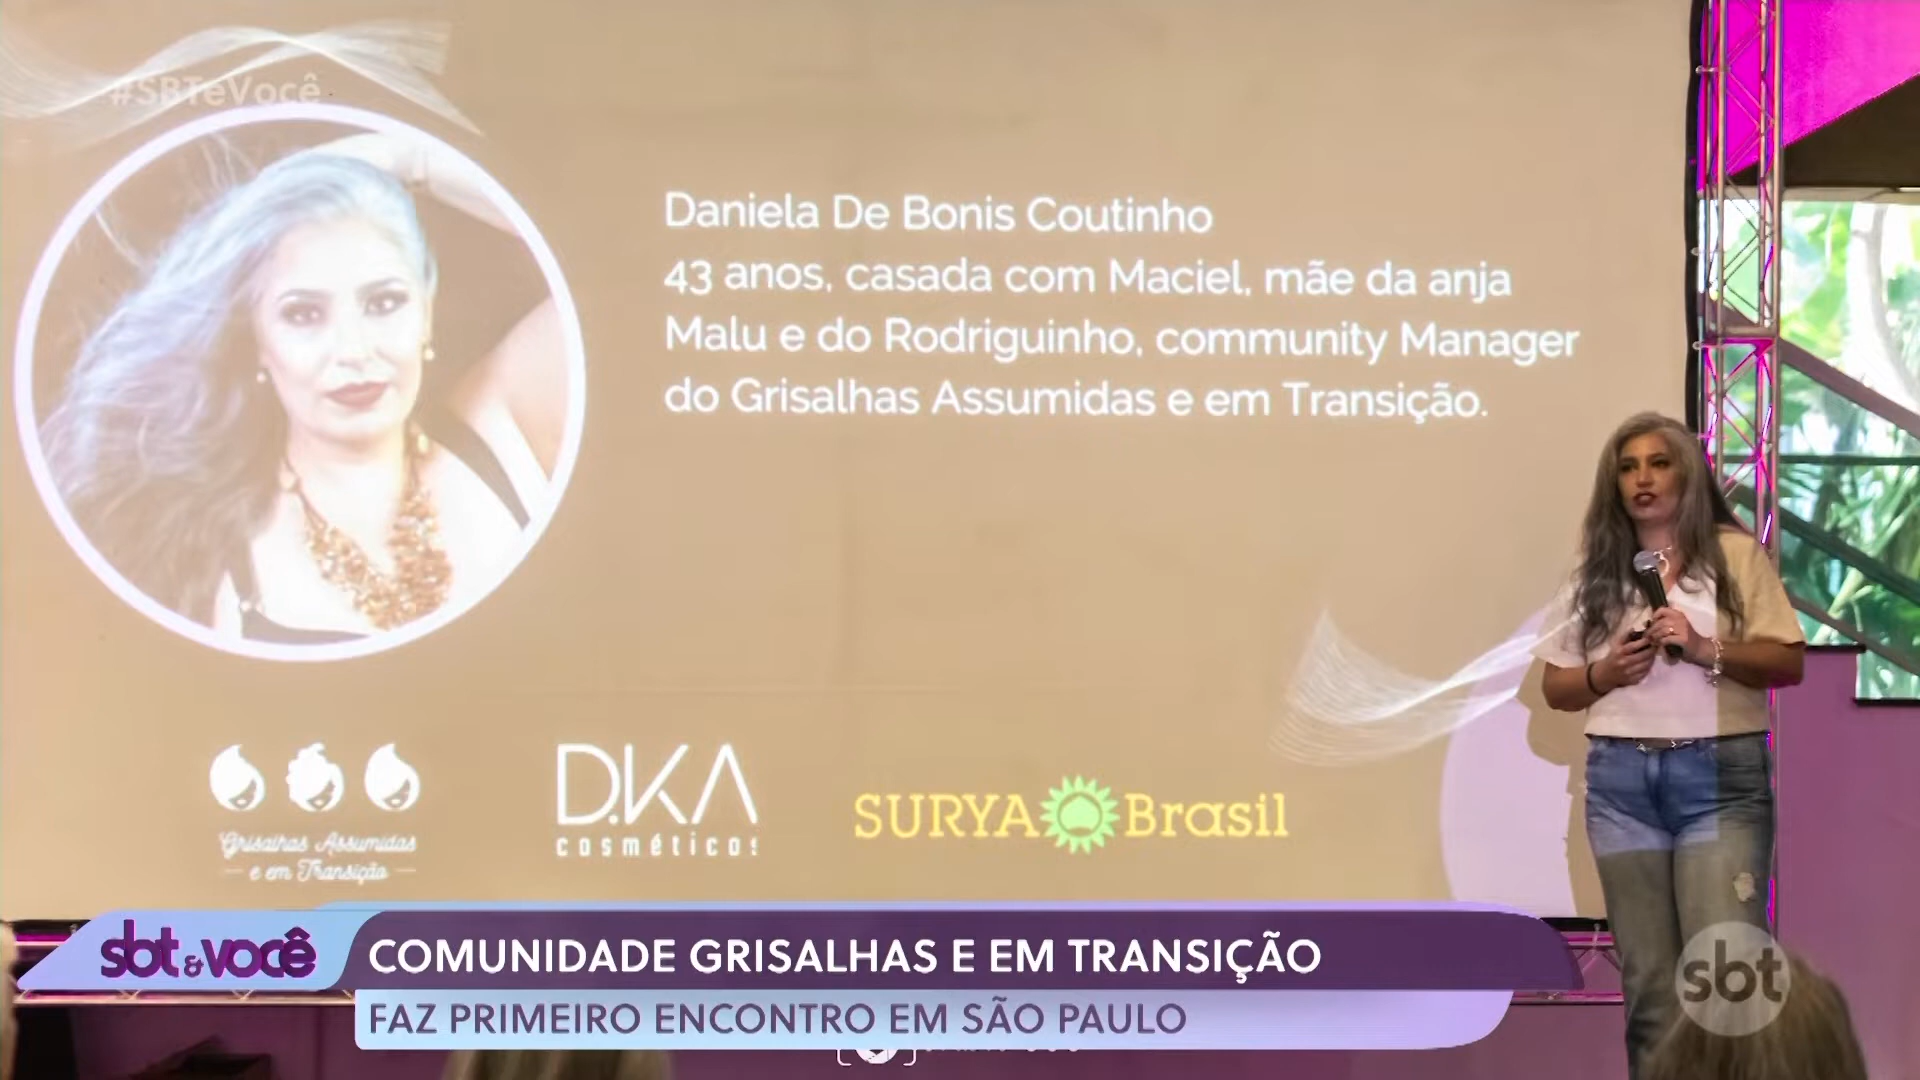 #SBTeVocê
Daniela De Bonis Coutinho
43 anos, casada com Maciel, mãe da anja
Malu e do Rodriguinho, community Manager
do Grisalhas Assumidas e em Transição.
Grisalhas Assumidas
e em Transição
D.KA
cosméticos
SURYA Brasil
sbt & você
COMUNIDADE GRISALHAS E EM TRANSIÇÃO
FAZ PRIMEIRO ENCONTRO EM SÃO PAULO
sbt